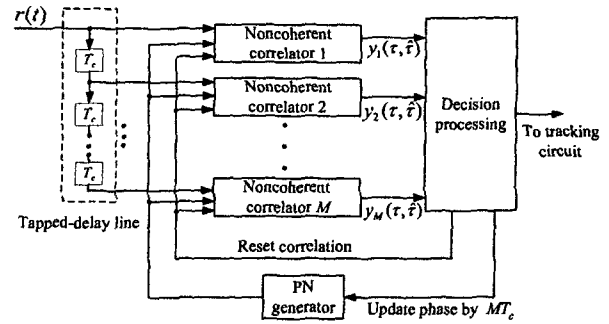 r(t)
T_c
T_c
T_c
Tapped-delay line
Noncoherent
correlator 1
Noncoherent
correlator 2
Noncoherent
correlator M
y_1(τ,τ̂)
y_2(τ,τ̂)
y_M(τ,τ̂)
Decision
processing
To tracking
circuit
Reset correlation
PN
generator
Update phase by MT_c